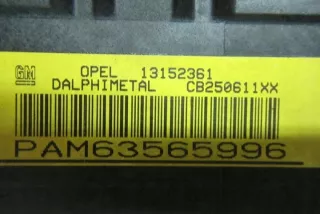 GM OPEL 13152361
DALPHIMETAL CB250611XX
PAM63565996